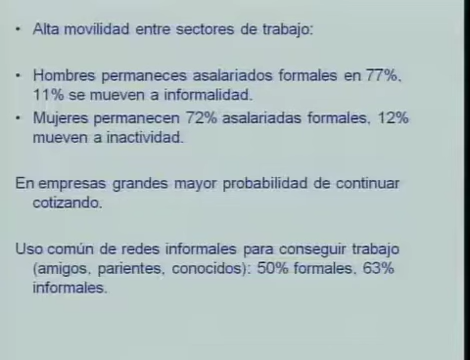 • Alta movilidad entre sectores de trabajo:
• Hombres permaneces asalariados formales en 77%,
11% se mueven a informalidad.
• Mujeres permanecen 72% asalariadas formales, 12%
mueven a inactividad.
En empresas grandes mayor probabilidad de continuar
cotizando.
Uso común de redes informales para conseguir trabajo
(amigos, parientes, conocidos): 50% formales, 63%
informales.